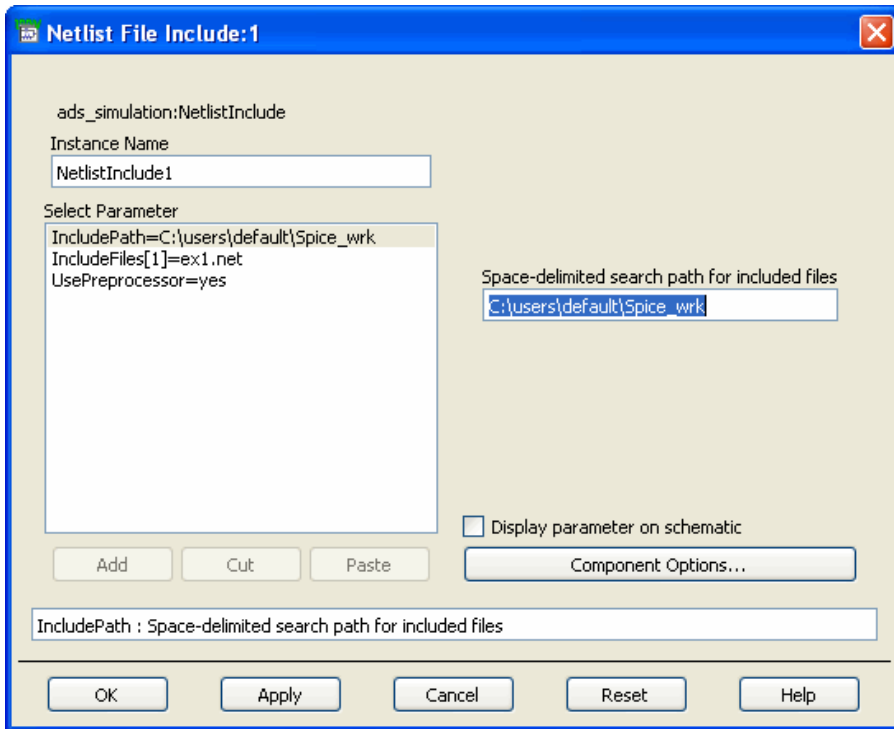 Netlist File Include:1
ads_simulation:NetlistInclude
Instance Name
NetlistInclude1
Select Parameter
IncludePath=C:\users\default\Spice_wrk
IncludeFiles[1]=ex1.net
UsePreprocessor=yes
Space-delimited search path for included files
C:\users\default\Spice_wrk
Display parameter on schematic
Add Cut Paste Component Options...
IncludePath : Space-delimited search path for included files
OK Apply Cancel Reset Help